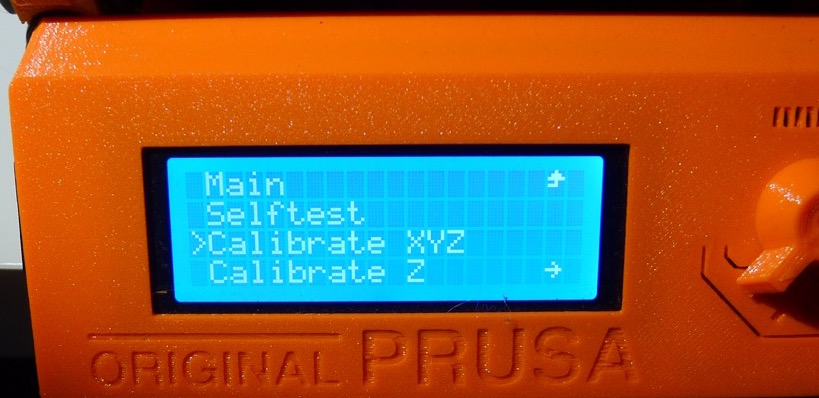 Main
Selftest
>Calibrate XYZ
Calibrate Z →
ORIGINAL PRUSA